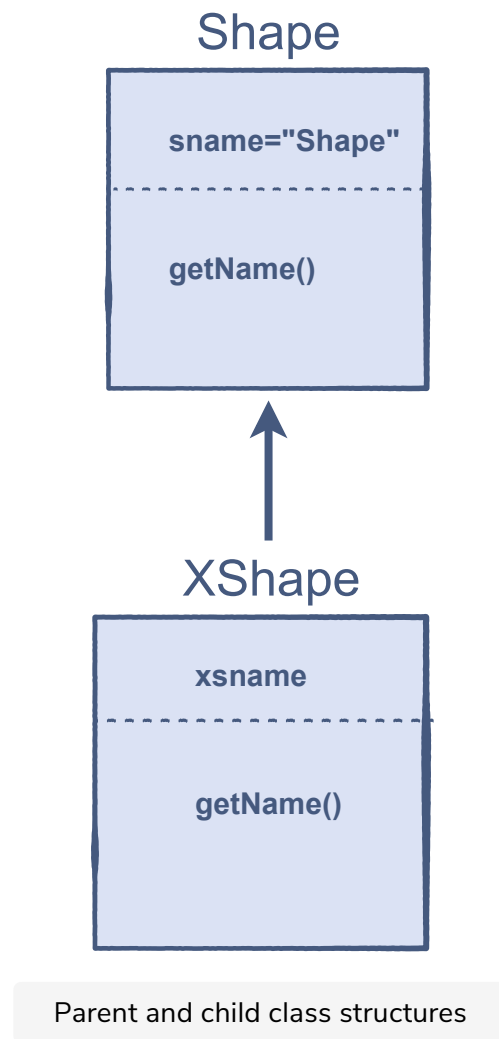 Shape
sname="Shape"
getName()
XShape
xsname
getName()
Parent and child class structures